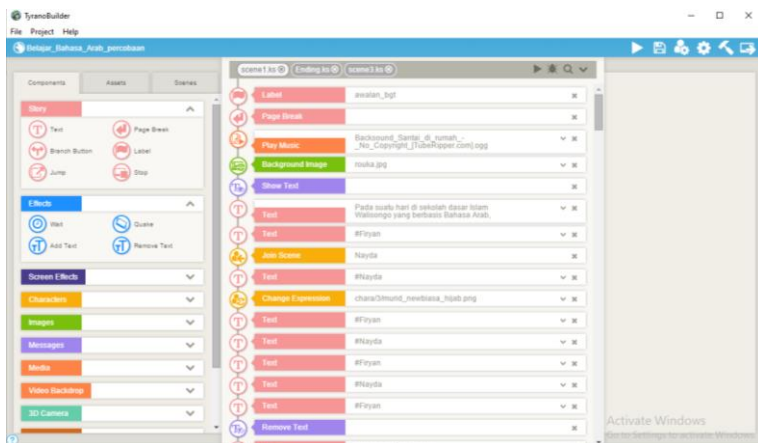 TyranoBuilder
File Project Help
Belajar_Bahasa_Arab_percobaan
scene1.ks Ending.ks scene3.ks
Components Assets Scenes
Story
Text Page Break
Branch Button Label
Jump Stop
Effects
Wait Quake
Add Text Remove Text
Screen Effects
Characters
Images
Messages
Media
Video Backdrop
3D Camera
Label awalan_bgt
Page Break
Play Music Backsound_Santai_di_rumah_-
_No_Copyright_[TubeRipper.com].ogg
Background Image rouka.jpg
Show Text
Text Pada suatu hari di sekolah dasar Islam
Walisongo yang berbasis Bahasa Arab,
Text #Firyan
Join Scene Nayda
Text #Nayda
Change Expression chara/3/mund_newbiasa_hijab.png
Text #Firyan
Text #Nayda
Text #Firyan
Text #Nayda
Text #Firyan
Remove Text
Activate Windows
Go to Settings to activate Windows.